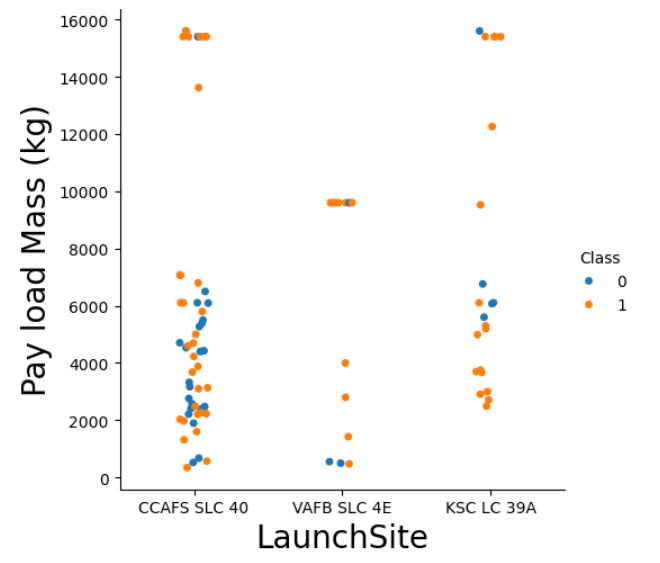 16000
14000
12000
10000
8000
6000
4000
2000
0
Pay load Mass (kg)
CCAFS SLC 40
VAFB SLC 4E
KSC LC 39A
LaunchSite
Class
0
1